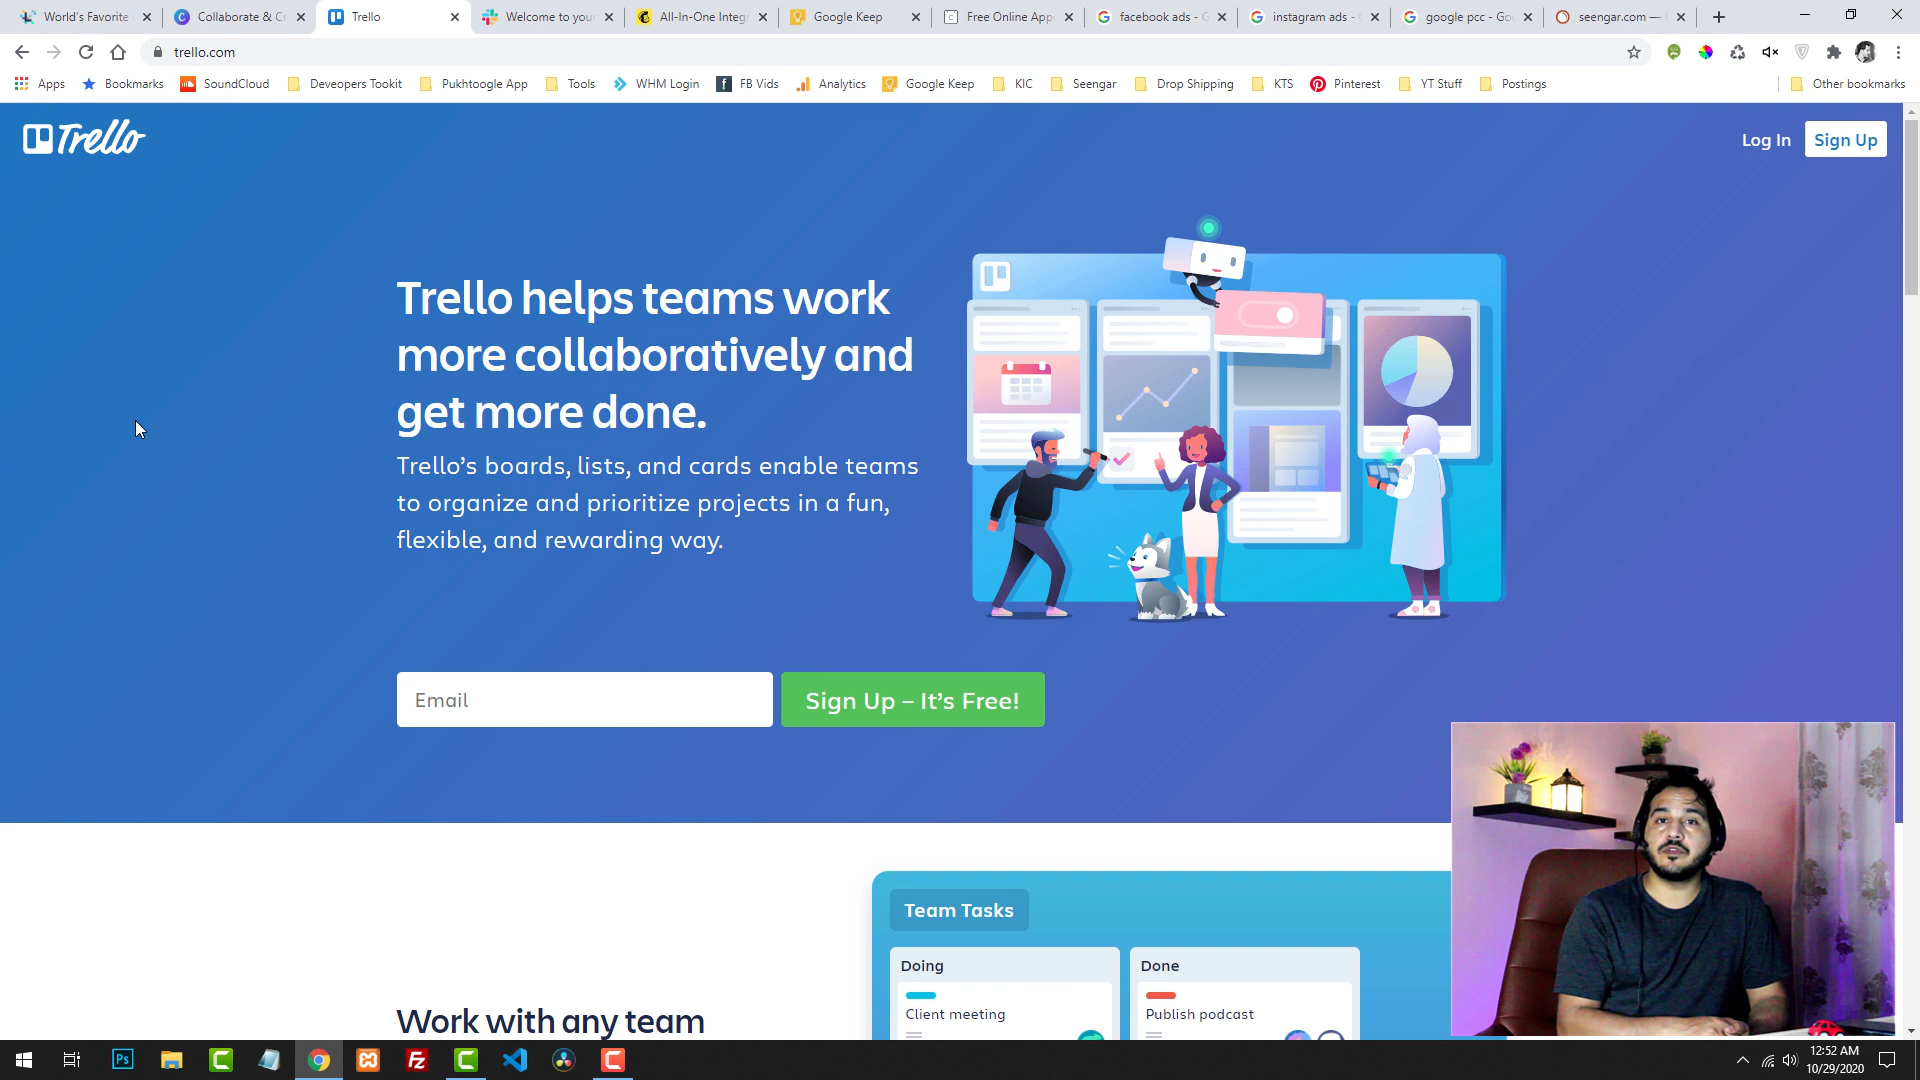 World's Favorite
Collaborate & Cr
Trello
Welcome to your
All-In-One Integ
Google Keep
Free Online App
facebook ads - G
instagram ads -
google pcc - Go
seengar.com —
trello.com
Apps
Bookmarks
SoundCloud
Deveopers Tookit
Pukhtoogle App
Tools
WHM Login
FB Vids
Analytics
Google Keep
KIC
Seengar
Drop Shipping
KTS
Pinterest
YT Stuff
Postings
Other bookmarks
Trello
Log In
Sign Up
Trello helps teams work
more collaboratively and
get more done.
Trello’s boards, lists, and cards enable teams
to organize and prioritize projects in a fun,
flexible, and rewarding way.
Email
Sign Up – It’s Free!
Team Tasks
Doing
Done
Client meeting
Publish podcast
Work with any team
Ps
12:52 AM
10/29/2020